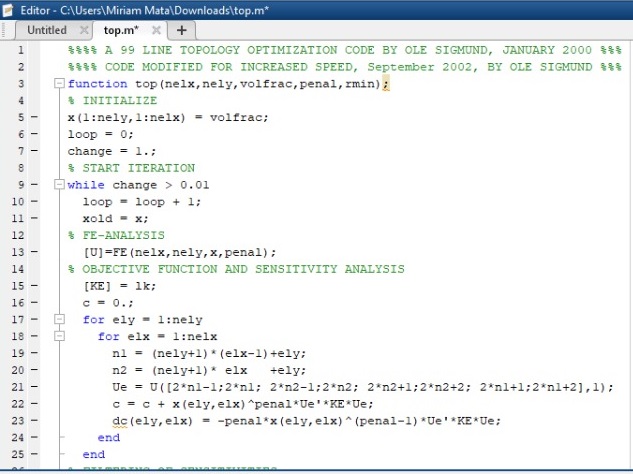 Editor - C:\Users\Miriam Mata\Downloads\top.m*
Untitled × top.m* × +
1 %%%% A 99 LINE TOPOLOGY OPTIMIZATION CODE BY OLE SIGMUND, JANUARY 2000 %%%
2 %%%% CODE MODIFIED FOR INCREASED SPEED, September 2002, BY OLE SIGMUND %%%
3 function top(nelx,nely,volfrac,penal,rmin);
4 % INITIALIZE
5 - x(1:nely,1:nelx) = volfrac;
6 - loop = 0;
7 - change = 1.;
8 % START ITERATION
9 - while change > 0.01
10 - loop = loop + 1;
11 - xold = x;
12 % FE-ANALYSIS
13 - [U]=FE(nelx,nely,x,penal);
14 % OBJECTIVE FUNCTION AND SENSITIVITY ANALYSIS
15 - [KE] = lk;
16 - c = 0.;
17 - for ely = 1:nely
18 - for elx = 1:nelx
19 - n1 = (nely+1)*(elx-1)+ely;
20 - n2 = (nely+1)* elx   +ely;
21 - Ue = U([2*n1-1;2*n1; 2*n2-1;2*n2; 2*n2+1;2*n2+2; 2*n1+1;2*n1+2],1);
22 - c = c + x(ely,elx)^penal*Ue'*KE*Ue;
23 - dc(ely,elx) = -penal*x(ely,elx)^(penal-1)*Ue'*KE*Ue;
24 - end
25 - end